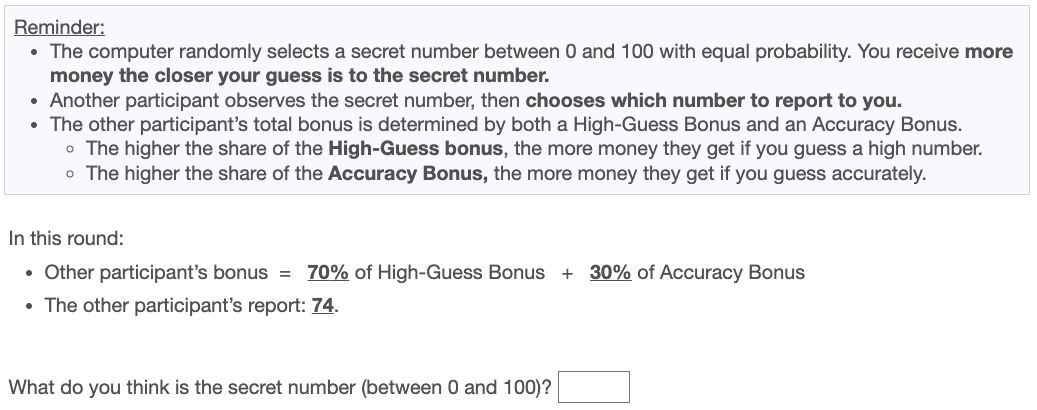 Reminder:
• The computer randomly selects a secret number between 0 and 100 with equal probability. You receive more
money the closer your guess is to the secret number.
• Another participant observes the secret number, then chooses which number to report to you.
• The other participant's total bonus is determined by both a High-Guess Bonus and an Accuracy Bonus.
◦ The higher the share of the High-Guess bonus, the more money they get if you guess a high number.
◦ The higher the share of the Accuracy Bonus, the more money they get if you guess accurately.
In this round:
• Other participant's bonus = 70% of High-Guess Bonus + 30% of Accuracy Bonus
• The other participant's report: 74.
What do you think is the secret number (between 0 and 100)?